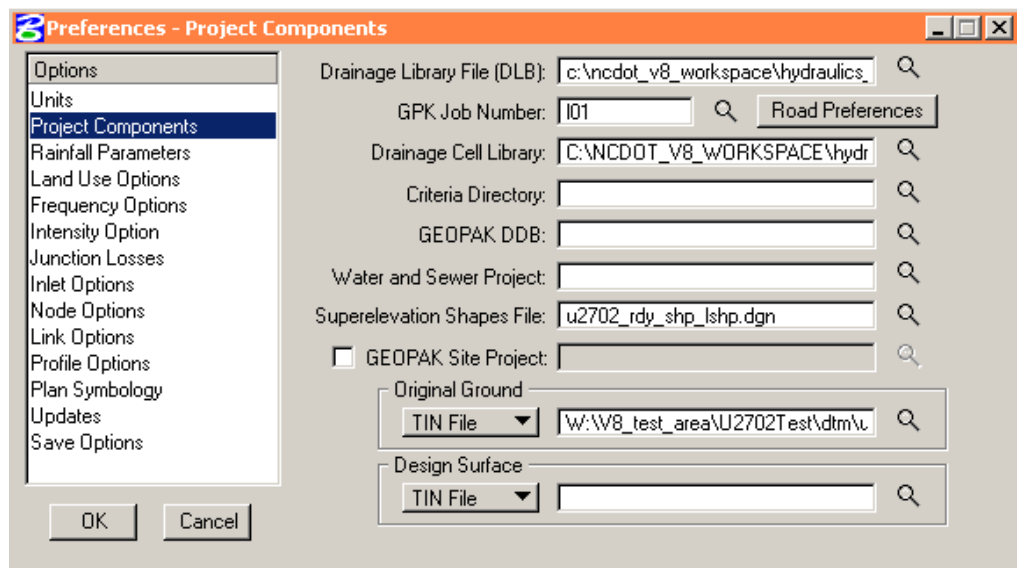 Preferences - Project Components
Options
Units
Project Components
Rainfall Parameters
Land Use Options
Frequency Options
Intensity Option
Junction Losses
Inlet Options
Node Options
Link Options
Profile Options
Plan Symbology
Updates
Save Options
OK Cancel
Drainage Library File (DLB): c:\ncdot_v8_workspace\hydraulics_
GPK Job Number: I01 Road Preferences
Drainage Cell Library: C:\NCDOT_V8_WORKSPACE\hydr
Criteria Directory:
GEOPAK DDB:
Water and Sewer Project:
Superelevation Shapes File: u2702_rdy_shp_lshp.dgn
GEOPAK Site Project:
Original Ground
TIN File W:\V8_test_area\U2702Test\dtm\u
Design Surface
TIN File